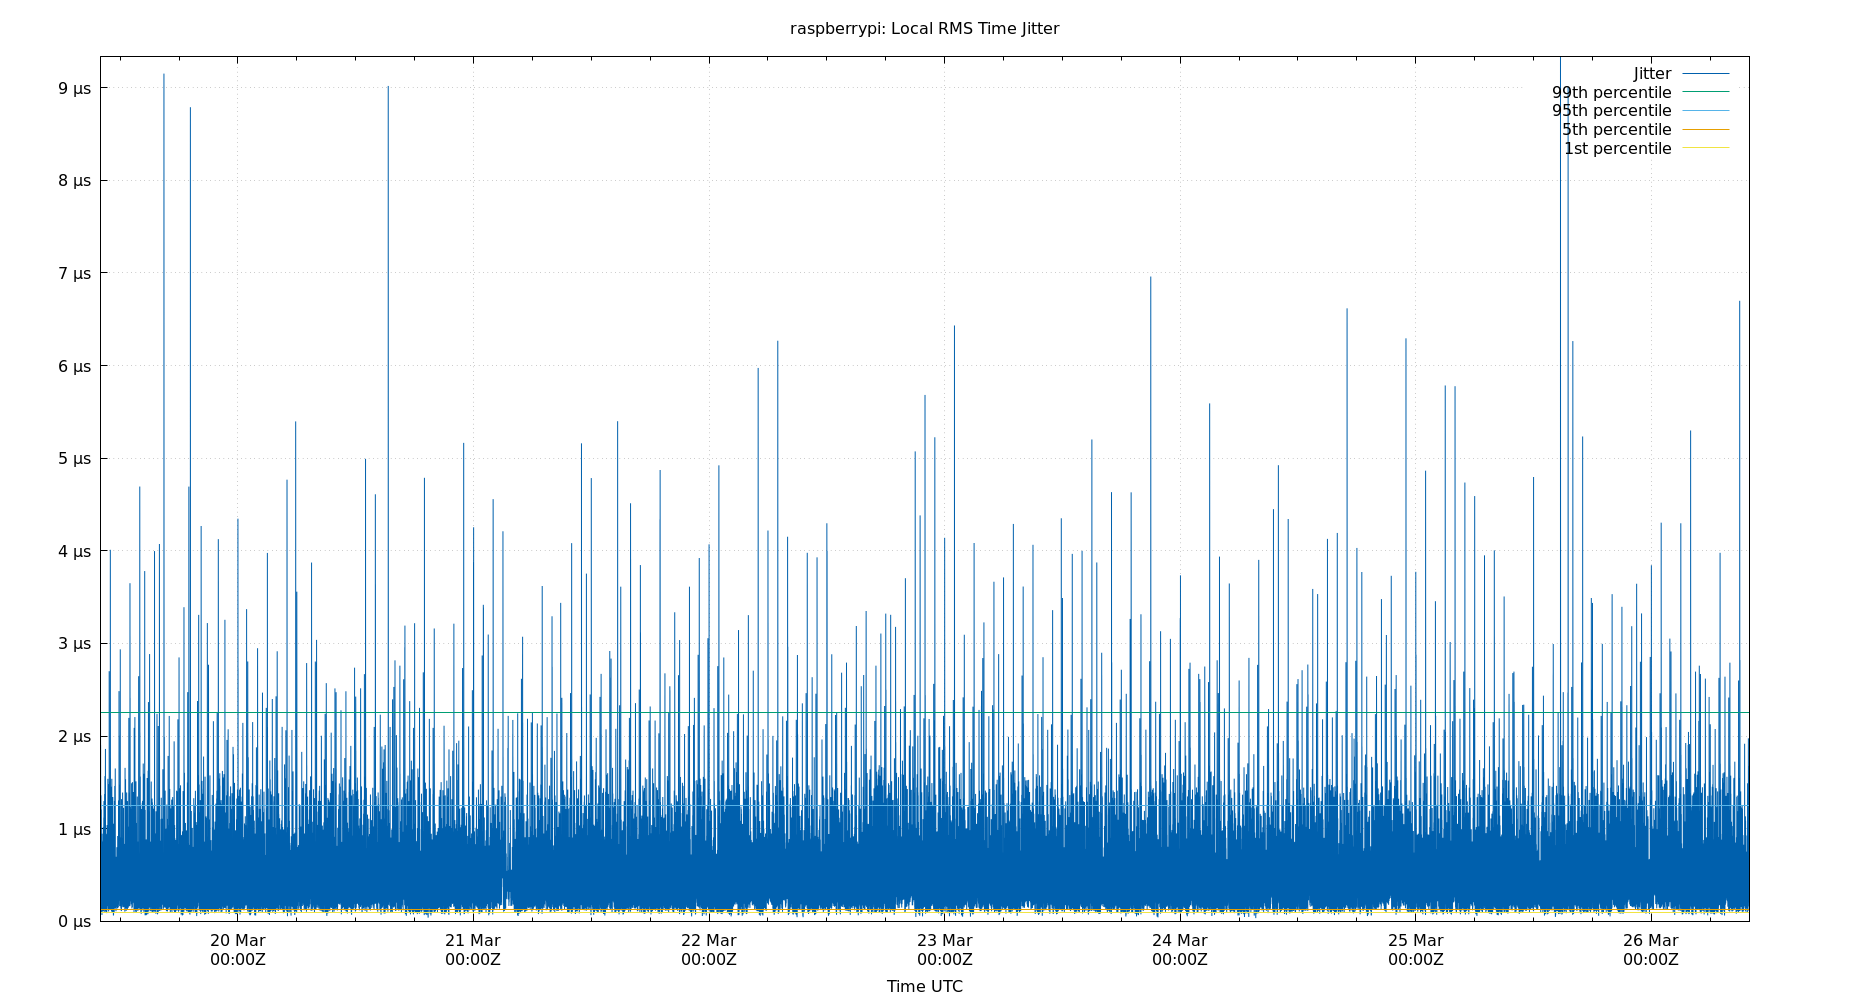 raspberrypi: Local RMS Time Jitter
Jitter
99th percentile
95th percentile
5th percentile
1st percentile
9 µs
8 µs
7 µs
6 µs
5 µs
4 µs
3 µs
2 µs
1 µs
0 µs
20 Mar 21 Mar 22 Mar 23 Mar 24 Mar 25 Mar 26 Mar
00:00Z 00:00Z 00:00Z 00:00Z 00:00Z 00:00Z 00:00Z
Time UTC